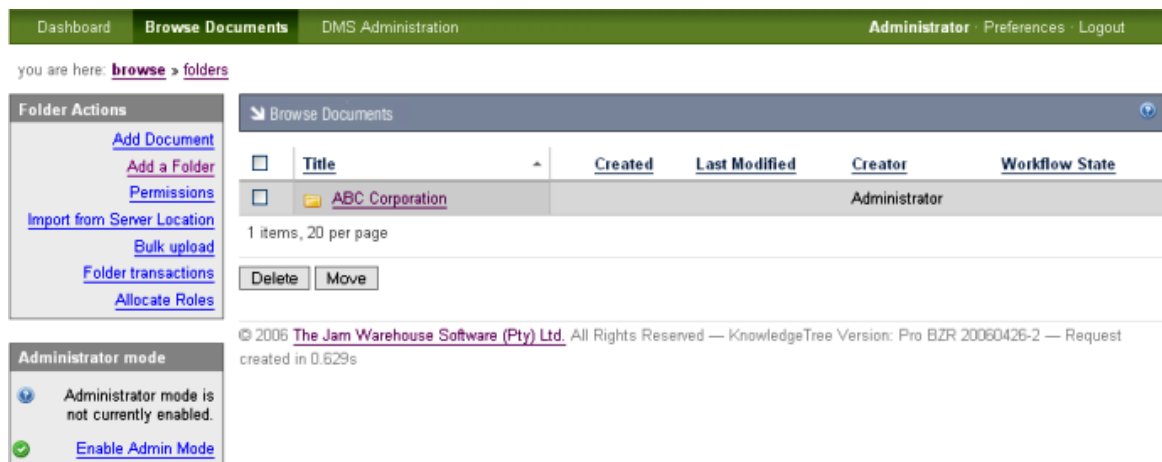 Dashboard Browse Documents DMS Administration Administrator · Preferences · Logout
you are here: browse » folders
Folder Actions
Add Document
Add a Folder
Permissions
Import from Server Location
Bulk upload
Folder transactions
Allocate Roles
Administrator mode
Administrator mode is
not currently enabled.
Enable Admin Mode
Browse Documents
Title Created Last Modified Creator Workflow State
ABC Corporation Administrator
1 items, 20 per page
Delete Move
© 2006 The Jam Warehouse Software (Pty) Ltd. All Rights Reserved — KnowledgeTree Version: Pro BZR 20060426-2 — Request
created in 0.629s